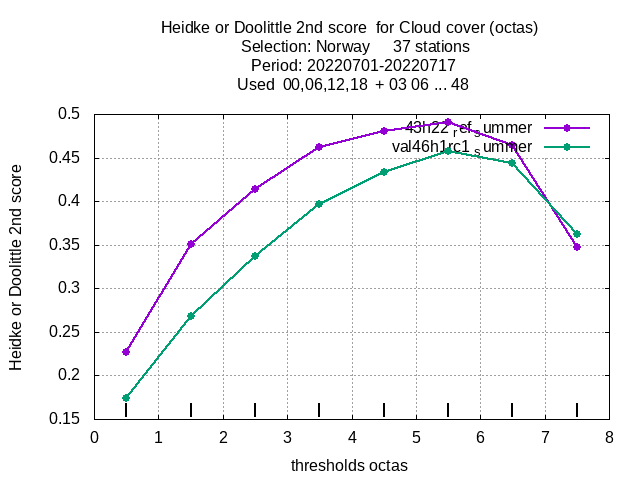 Heidke or Doolittle 2nd score  for Cloud cover (octas)
Selection: Norway     37 stations
Period: 20220701-20220717
Used  00,06,12,18  + 03 06 ... 48
43h22_ref_summer
val46h1rc1_summer
Heidke or Doolittle 2nd score
0.5
0.45
0.4
0.35
0.3
0.25
0.2
0.15
0 1 2 3 4 5 6 7 8
thresholds octas